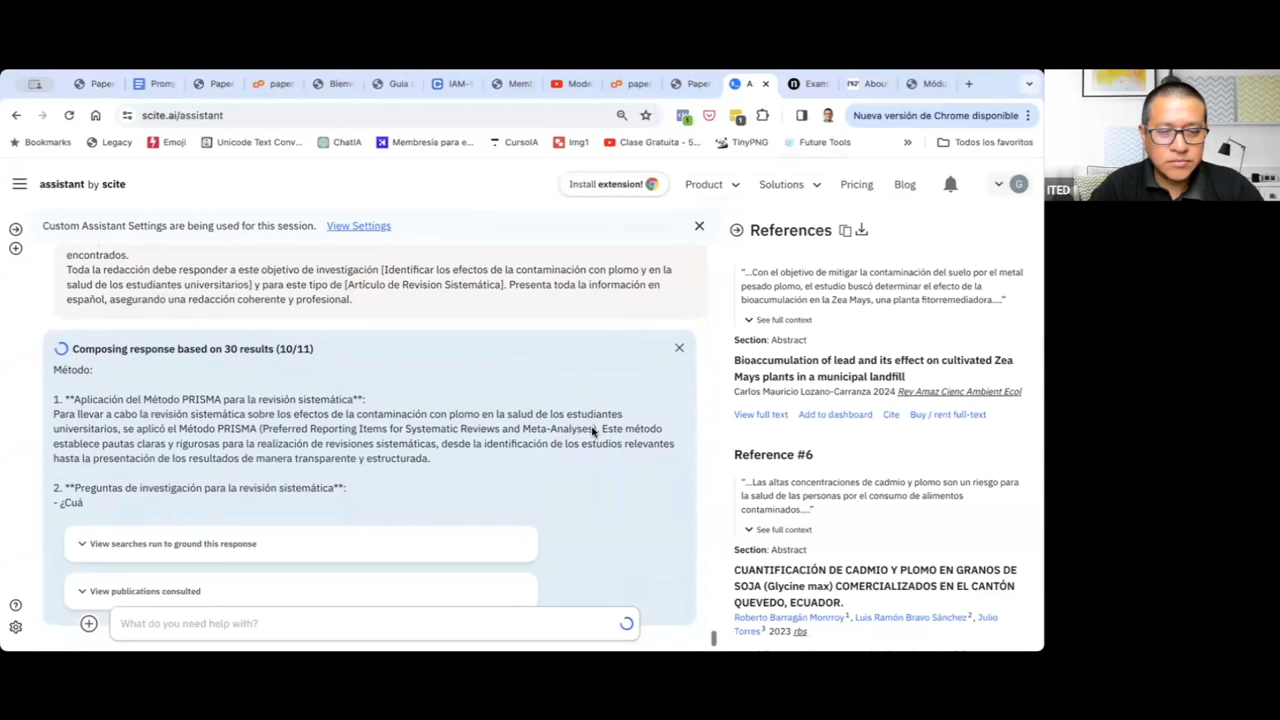 Paper
Promp
Pape
paper
Bienv
Guia
IAM-
Memb
Mode
paper
Paper
A
Exam
Abou
Módu
scite.ai/assistant
Nueva versión de Chrome disponible
Bookmarks
Legacy
Emoji
Unicode Text Conv...
ChatIA
Membresía para e...
CursoIA
Img1
Clase Gratuita - 5...
TinyPNG
Future Tools
Todos los favoritos
assistant by scite
Install extension!
Product
Solutions
Pricing
Blog
G
ITED
Custom Assistant Settings are being used for this session. View Settings
encontrados.
Toda la redacción debe responder a este objetivo de investigación [Identificar los efectos de la contaminación con plomo y en la
salud de los estudiantes universitarios] y para este tipo de [Artículo de Revision Sistemática]. Presenta toda la información en
español, asegurando una redacción coherente y profesional.
Composing response based on 30 results (10/11)
Método:
1. **Aplicación del Método PRISMA para la revisión sistemática**:
Para llevar a cabo la revisión sistemática sobre los efectos de la contaminación con plomo en la salud de los estudiantes
universitarios, se aplicó el Método PRISMA (Preferred Reporting Items for Systematic Reviews and Meta-Analyses). Este método
establece pautas claras y rigurosas para la realización de revisiones sistemáticas, desde la identificación de los estudios relevantes
hasta la presentación de los resultados de manera transparente y estructurada.
2. **Preguntas de investigación para la revisión sistemática**:
- ¿Cuá
View searches run to ground this response
View publications consulted
What do you need help with?
References
“...Con el objetivo de mitigar la contaminación del suelo por el metal
pesado plomo, el estudio buscó determinar el efecto de la
bioacumulación en la Zea Mays, una planta fitorremediadora....”
See full context
Section: Abstract
Bioaccumulation of lead and its effect on cultivated Zea
Mays plants in a municipal landfill
Carlos Mauricio Lozano-Carranza 2024 Rev Amaz Cienc Ambient Ecol
View full text Add to dashboard Cite Buy / rent full-text
Reference #6
“...Las altas concentraciones de cadmio y plomo son un riesgo para
la salud de las personas por el consumo de alimentos
contaminados....”
See full context
Section: Abstract
CUANTIFICACIÓN DE CADMIO Y PLOMO EN GRANOS DE
SOJA (Glycine max) COMERCIALIZADOS EN EL CANTÓN
QUEVEDO, ECUADOR.
Roberto Barragán Monrroy1, Luis Ramón Bravo Sánchez2, Julio
Torres3 2023 rbs